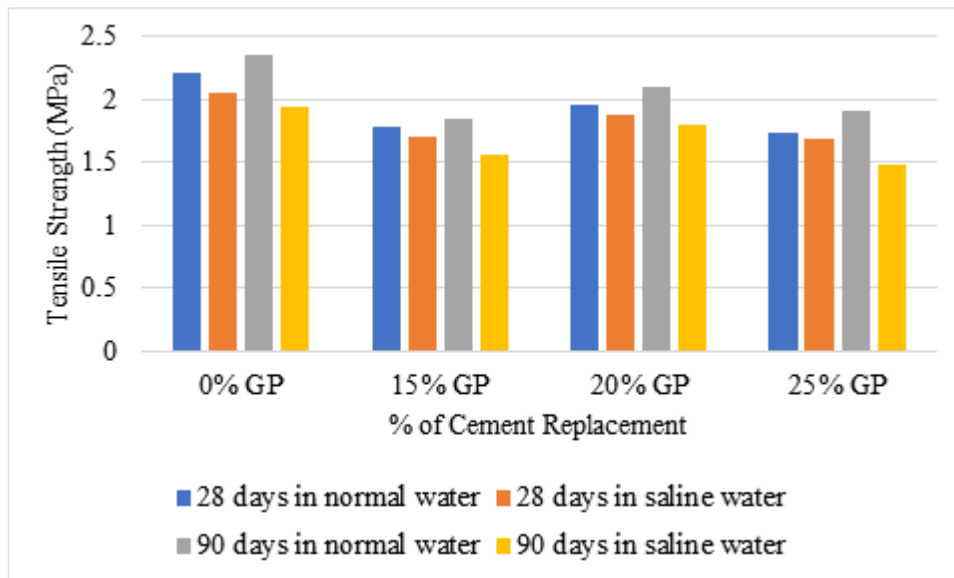 Tensile Strength (MPa)
2.5
2
1.5
1
0.5
0
0% GP 15% GP 20% GP 25% GP
% of Cement Replacement
28 days in normal water 28 days in saline water
90 days in normal water 90 days in saline water